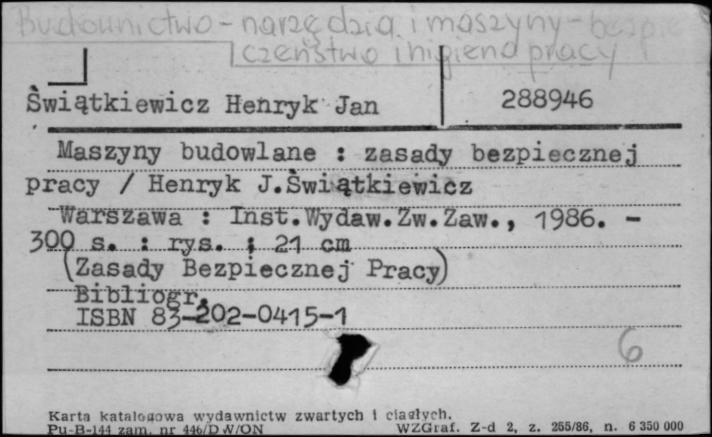 Budownictwo - narzędzia i maszyny - bezpie
czeństwo i higiena pracy
Świątkiewicz Henryk Jan 288946
Maszyny budowlane : zasady bezpiecznej
pracy / Henryk J.Świątkiewicz
Warszawa : Inst.Wydaw.Zw.Zaw., 1986. -
300 s. : rys. ; 21 cm
(Zasady Bezpiecznej Pracy)
Bibliogr.
ISBN 83-202-0415-1
6
Karta katalogowa wydawnictw zwartych i ciągłych.
Pu-B-144 zam. nr 446/DW/ON WZGraf. Z-d 2, z. 255/86, n. 6 350 000